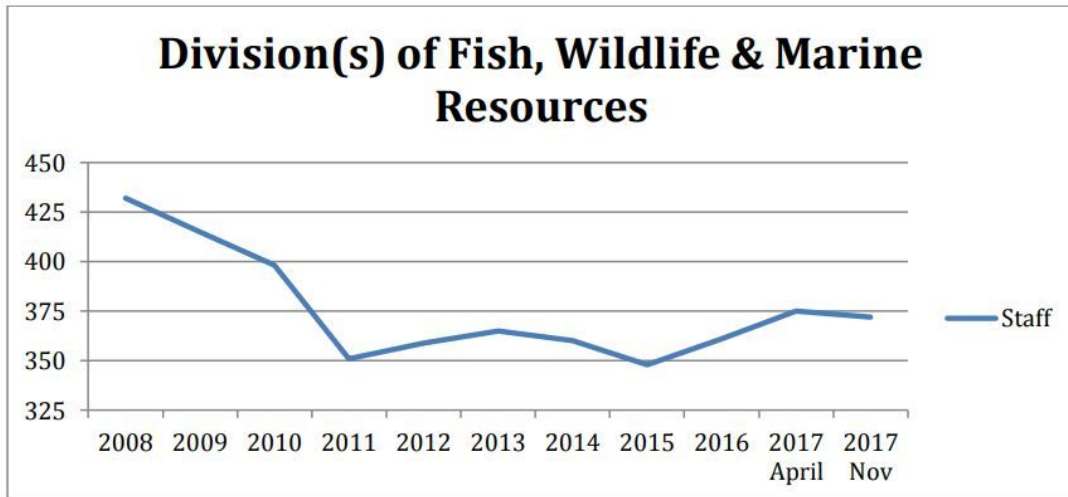 Division(s) of Fish, Wildlife & Marine
Resources
450
425
400
375
350
325
2008 2009 2010 2011 2012 2013 2014 2015 2016 2017 2017
April Nov
Staff